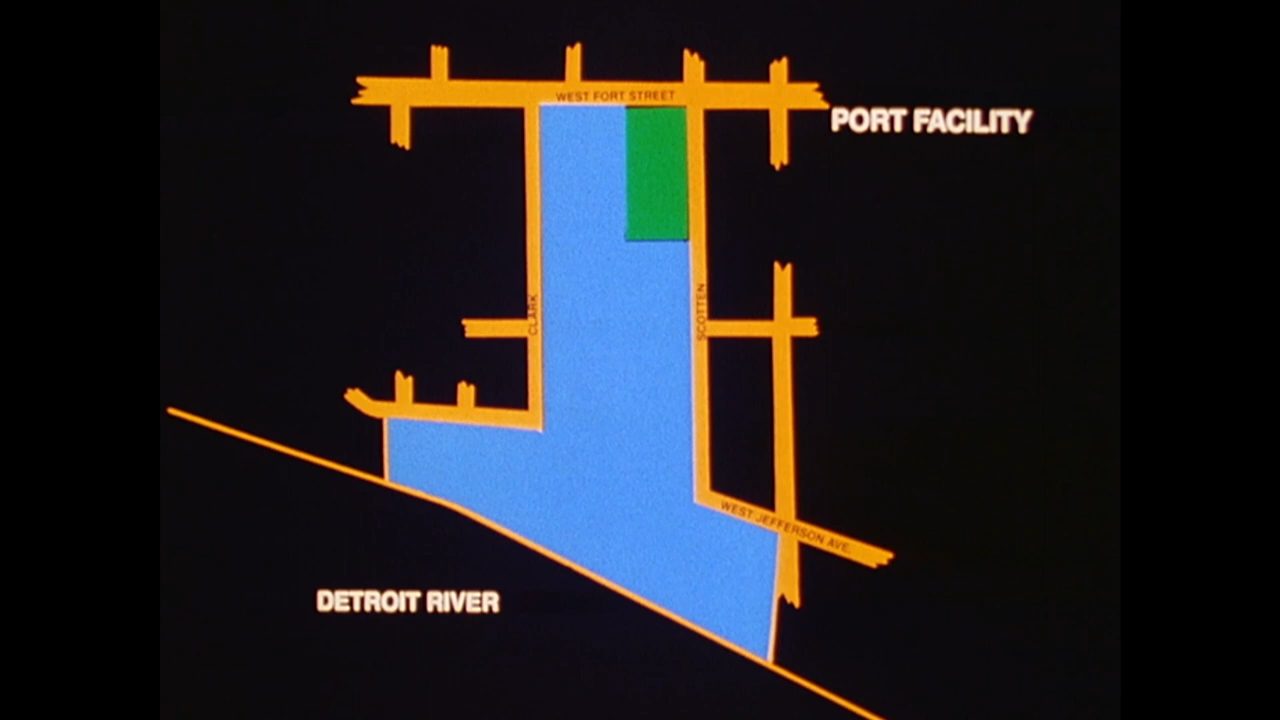 WEST FORT STREET
PORT FACILITY
CLARK
SCOTTEN
WEST JEFFERSON AVE.
DETROIT RIVER